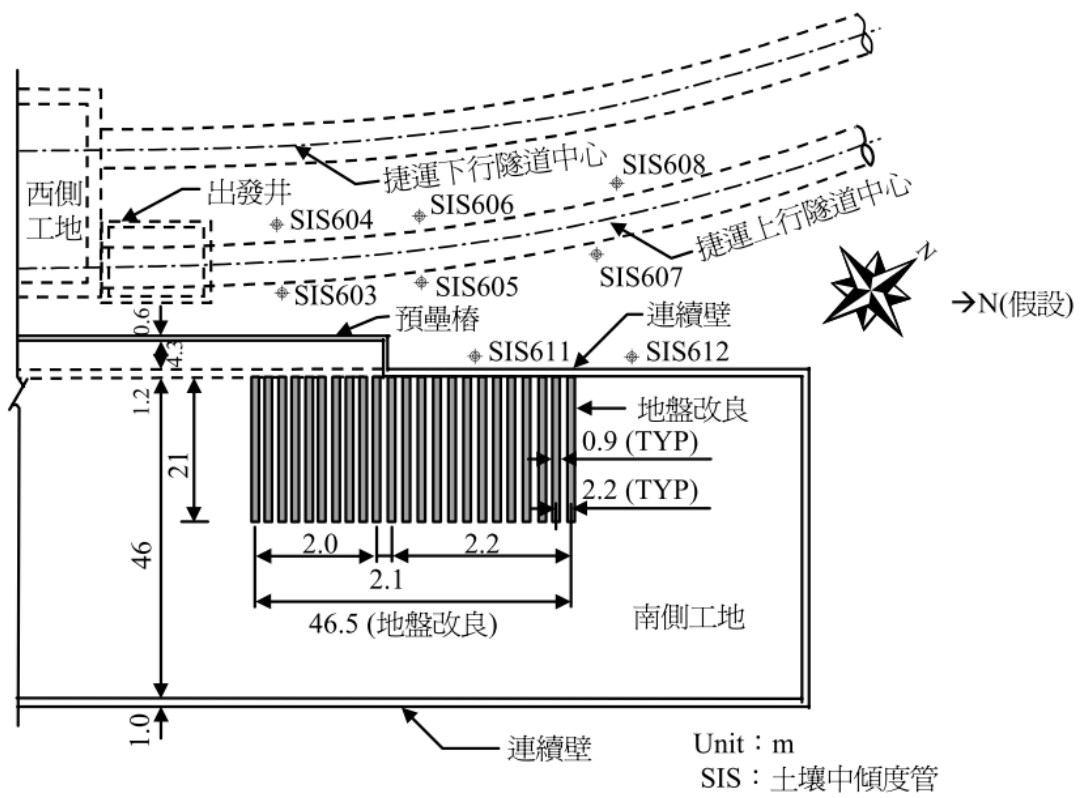 捷運下行隧道中心
SIS608
西側
工地
出發井
SIS606
SIS604
捷運上行隧道中心
SIS607
SIS605
SIS603
N
→N(假設)
0.6
預壘樁
連續壁
4.3
SIS611
SIS612
1.2
地盤改良
0.9 (TYP)
21
2.2 (TYP)
46
2.0
2.2
2.1
46.5 (地盤改良)
南側工地
1.0
連續壁
Unit：m
SIS：土壤中傾度管